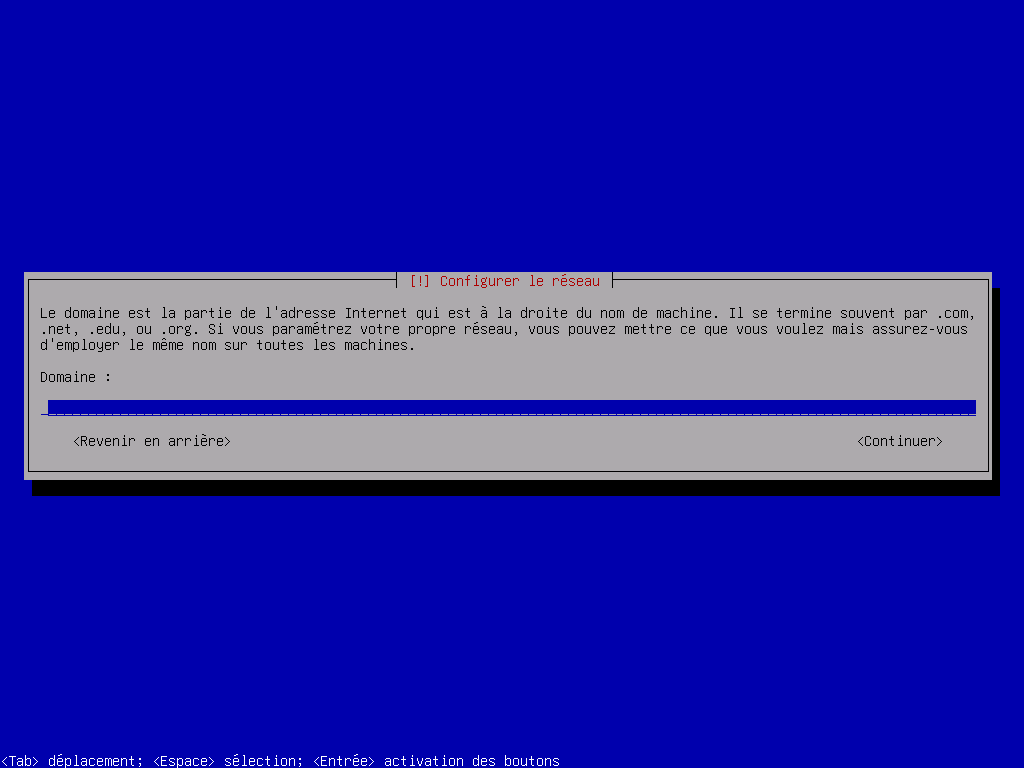 [!] Configurer le réseau
Le domaine est la partie de l'adresse Internet qui est à la droite du nom de machine. Il se termine souvent par .com,
.net, .edu, ou .org. Si vous paramétrez votre propre réseau, vous pouvez mettre ce que vous voulez mais assurez-vous
d'employer le même nom sur toutes les machines.
Domaine :
<Revenir en arrière> <Continuer>
<Tab> déplacement; <Espace> sélection; <Entrée> activation des boutons